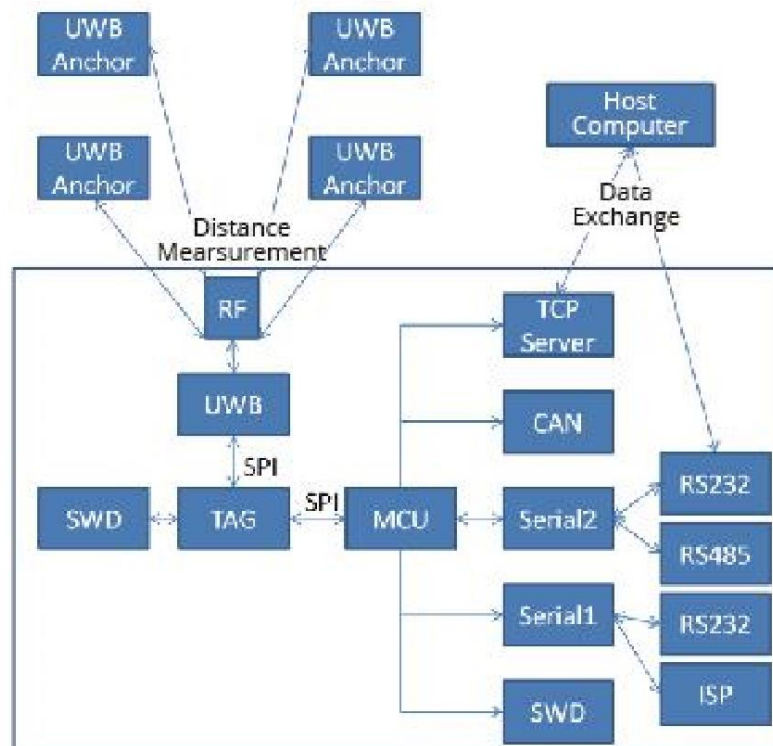 UWB
Anchor
UWB
Anchor
Host
Computer
UWB
Anchor
UWB
Anchor
Data
Exchange
Distance
Mearsurement
RF
TCP
Server
UWB
CAN
SPI
SWD
TAG
SPI
MCU
Serial2
RS232
RS485
Serial1
RS232
ISP
SWD